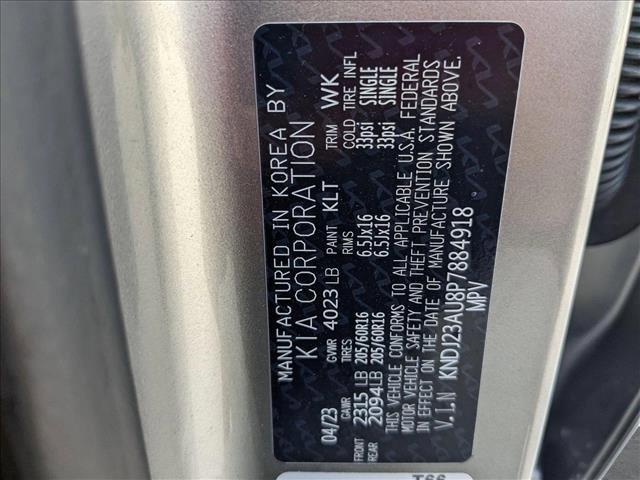 MANUFACTURED IN KOREA BY
KIA CORPORATION
04/23 GVWR 4023 LB PAINT KLT TRIM WK
GAWR TIRES RIMS COLD TIRE INFL
FRONT 2315 LB 205/60R16 6.5Jx16 33psi SINGLE
REAR 2094LB 205/60R16 6.5Jx16 33psi SINGLE
THIS VEHICLE CONFORMS TO ALL APPLICABLE U.S.A. FEDERAL
MOTOR VEHICLE SAFETY AND THEFT PREVENTION STANDARDS
IN EFFECT ON THE DATE OF MANUFACTURE SHOWN ABOVE.
V.I.N KNDJ23AU8P7884918
MPV
T66